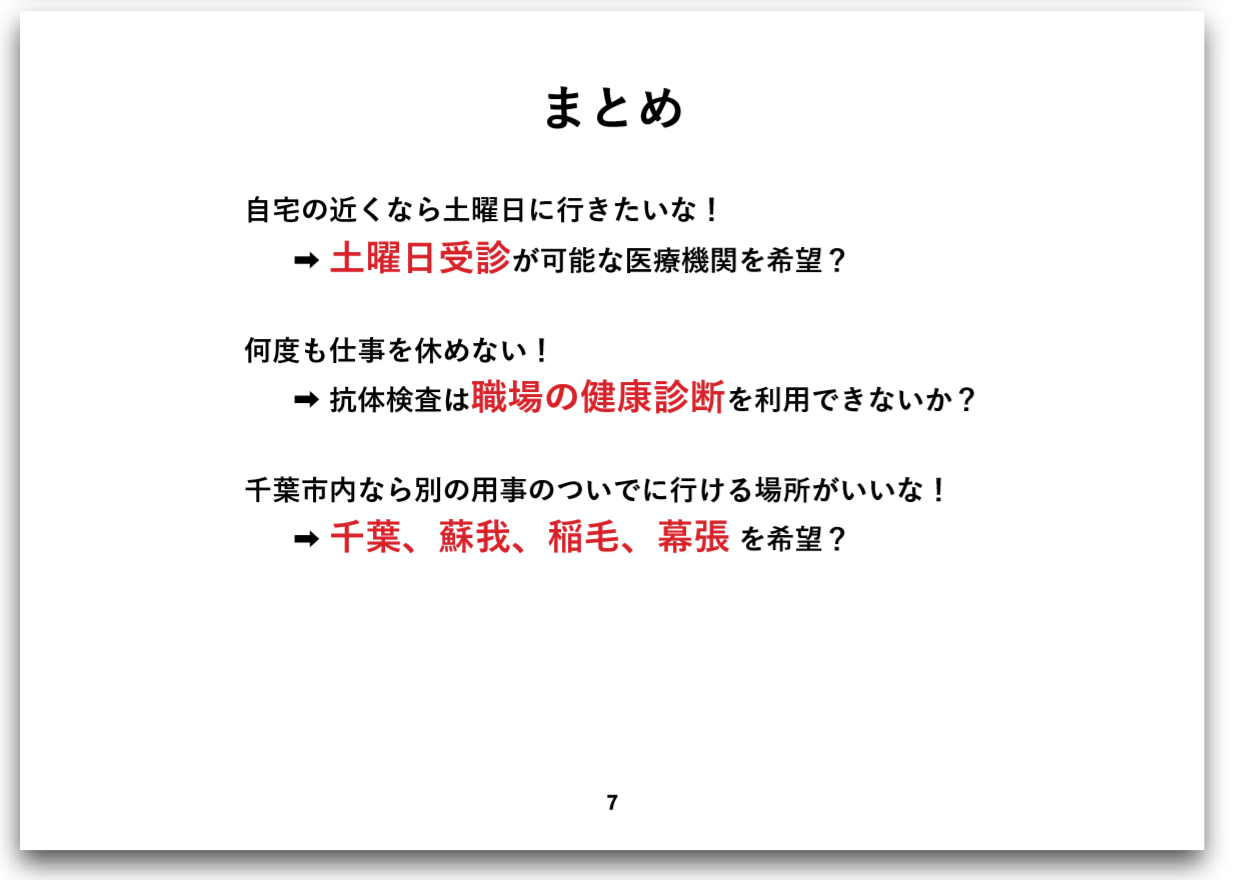 まとめ
自宅の近くなら土曜日に行きたいな！
➡ 土曜日受診が可能な医療機関を希望？
何度も仕事を休めない！
➡ 抗体検査は職場の健康診断を利用できないか？
千葉市内なら別の用事のついでに行ける場所がいいな！
➡ 千葉、蘇我、稲毛、幕張 を希望？
7